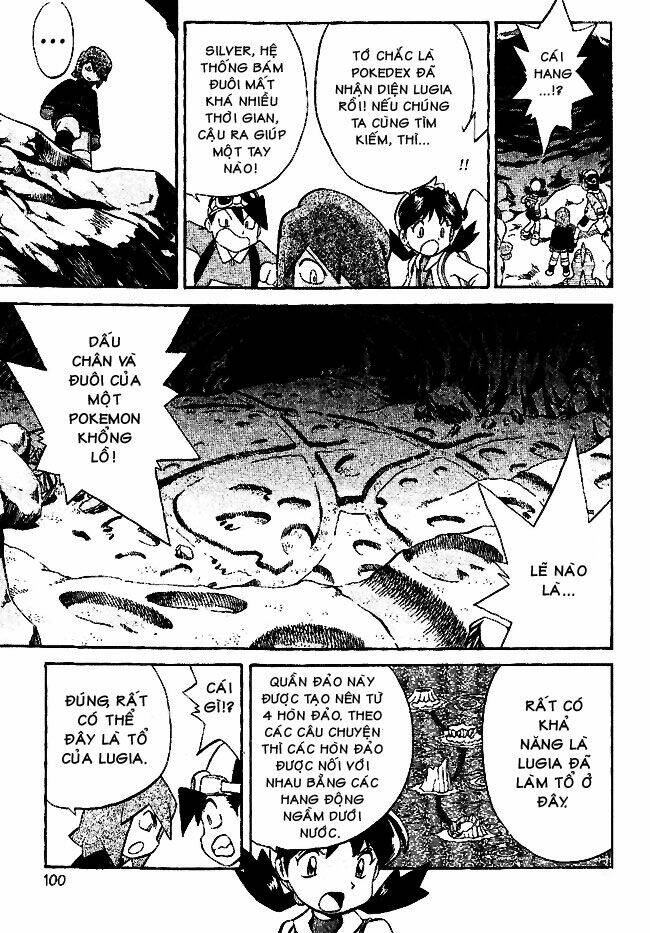 CÁI
HANG
...!?
TỚ CHẮC LÀ
POKEDEX ĐÃ
NHẬN DIỆN LUGIA
RỒI! NẾU CHÚNG
TA CÙNG TÌM
KIẾM, THÌ...
!!
SILVER, HỆ
THỐNG BÁM
ĐUÔI MẤT
KHÁ NHIỀU
THỜI GIAN,
CẬU RA GIÚP
MỘT TAY
NÀO!
...
DẤU
CHÂN VÀ
ĐUÔI CỦA
MỘT
POKEMON
KHỔNG
LỒ!
LẼ NÀO
LÀ...
RẤT CÓ
KHẢ
NĂNG LÀ
LUGIA ĐÃ
LÀM TỔ Ở
ĐÂY.
QUẦN ĐẢO NÀY
ĐƯỢC TẠO NÊN TỪ
4 HÒN ĐẢO. THEO
CÁC CÂU CHUYỆN
THÌ CÁC HÒN ĐẢO
ĐƯỢC NỐI VỚI
NHAU BẰNG CÁC
HANG ĐỘNG
NGẦM DƯỚI
NƯỚC.
CÁI
GÌ!?
ĐÚNG, RẤT
CÓ THỂ
ĐÂY LÀ TỔ
CỦA LUGIA.
100